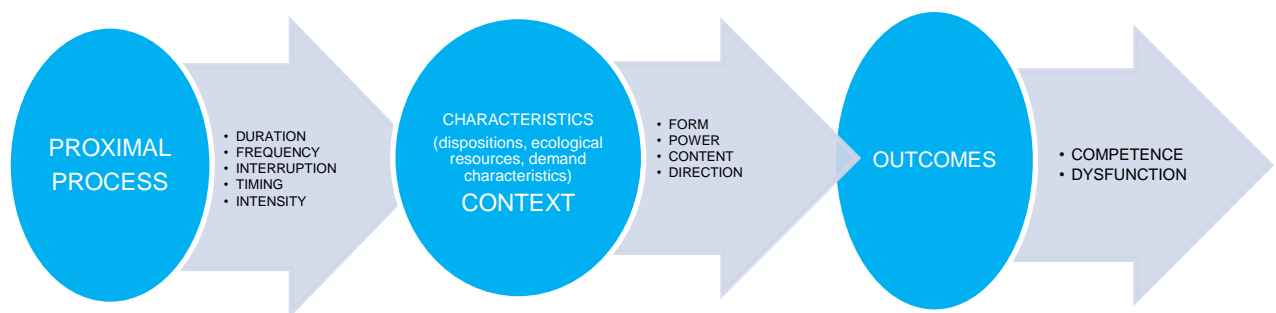 PROXIMAL
PROCESS
• DURATION
• FREQUENCY
• INTERRUPTION
• TIMING
• INTENSITY
CHARACTERISTICS
(dispositions, ecological
resources, demand
characteristics)
CONTEXT
• FORM
• POWER
• CONTENT
• DIRECTION
OUTCOMES
• COMPETENCE
• DYSFUNCTION